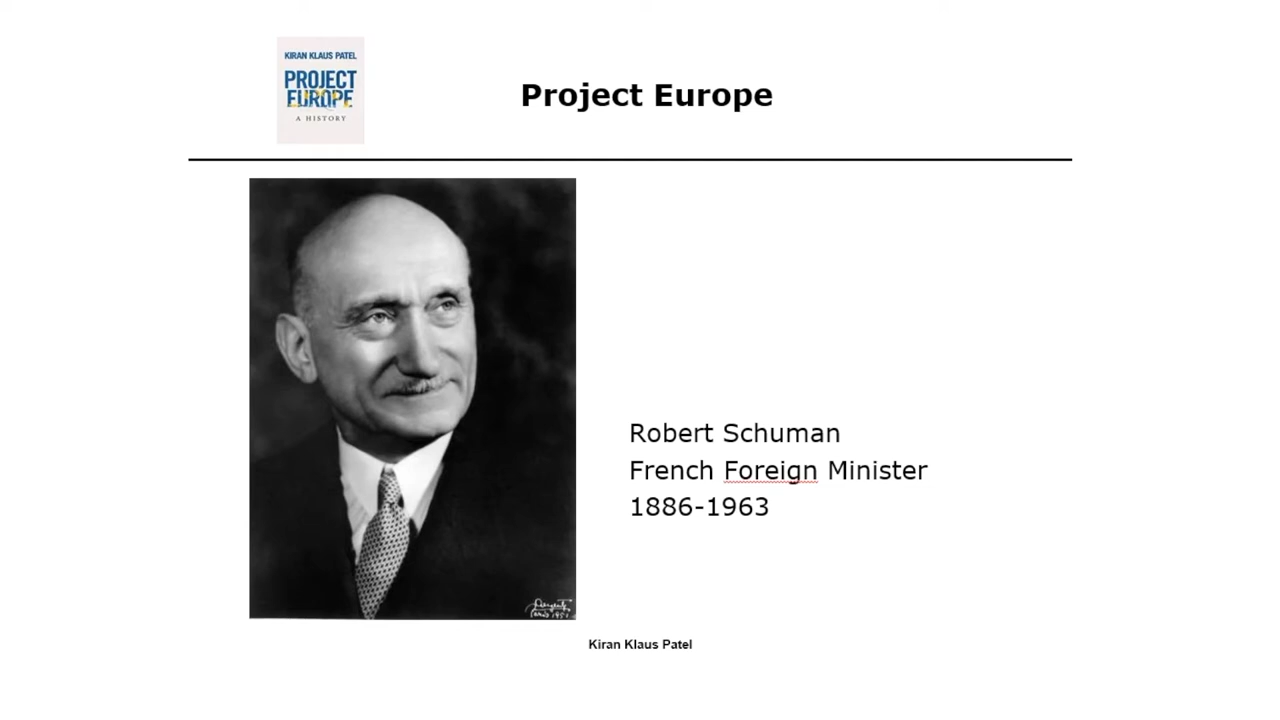 KIRAN KLAUS PATEL
PROJECT
EUROPE
A HISTORY
Project Europe
Robert Schuman
French Foreign Minister
1886-1963
Kiran Klaus Patel